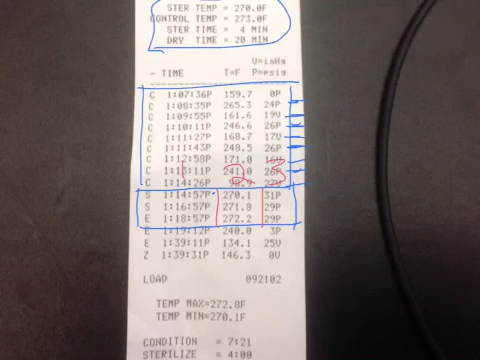 STER TEMP = 270.0F
CONTROL TEMP = 273.0F
STER TIME = 4 MIN
DRY TIME = 20 MIN
V=inHg
- TIME T=F P=psig
C 1:07:36P 159.7 0P
C 1:08:35P 265.3 24P
C 1:09:55P 161.6 19V
C 1:10:11P 246.6 26P
C 1:11:27P 168.7 17V
C 1:11:43P 248.5 26P
C 1:12:58P 171.0 16V
C 1:13:11P 241.0 26P
C 1:14:26P 27V
S 1:14:57P 270.1 31P
S 1:16:57P 271.8 29P
E 1:18:57P 272.2 29P
E 1:19:12P 240.0 3P
E 1:39:11P 134.1 25V
Z 1:39:31P 146.3 0V
LOAD 092102
TEMP MAX=272.8F
TEMP MIN=270.1F
CONDITION = 7:21
STERILIZE = 4:00